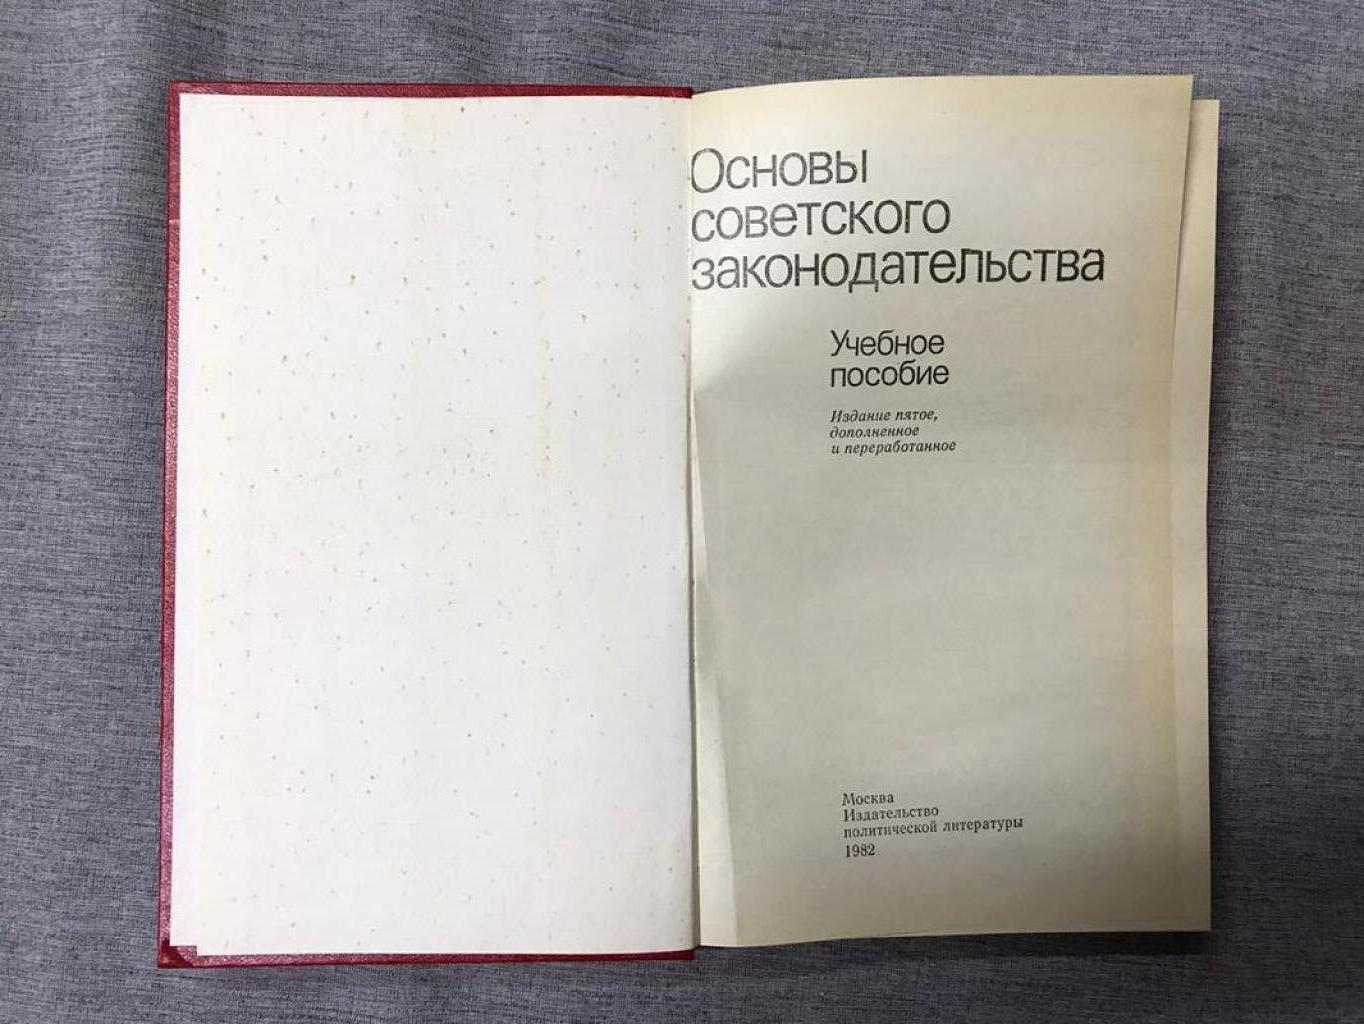 Основы
советского
законодательства
Учебное
пособие
Издание пятое,
дополненное
и переработанное
Москва
Издательство
политической литературы
1982